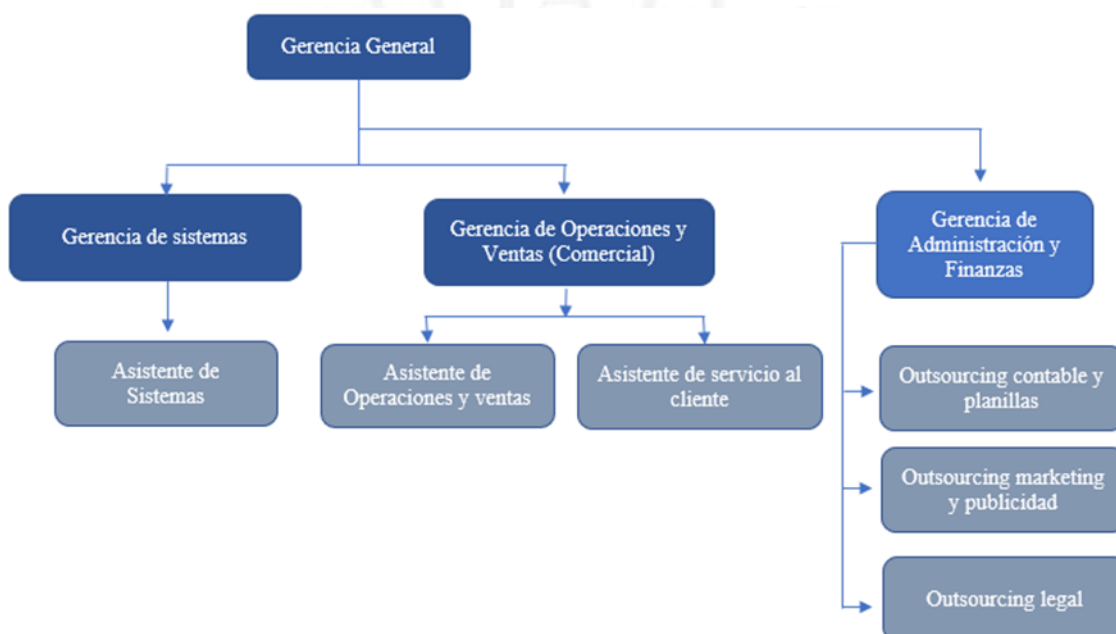 Gerencia General
Gerencia de sistemas
Gerencia de Operaciones y
Ventas (Comercial)
Gerencia de
Administración y
Finanzas
Asistente de
Sistemas
Asistente de
Operaciones y ventas
Asistente de servicio al
cliente
Outsourcing contable y
planillas
Outsourcing marketing
y publicidad
Outsourcing legal